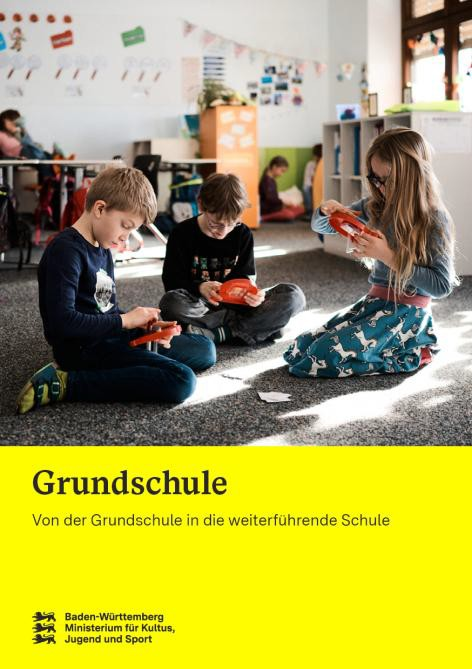 Grundschule
Von der Grundschule in die weiterführende Schule
Baden-Württemberg
Ministerium für Kultus,
Jugend und Sport